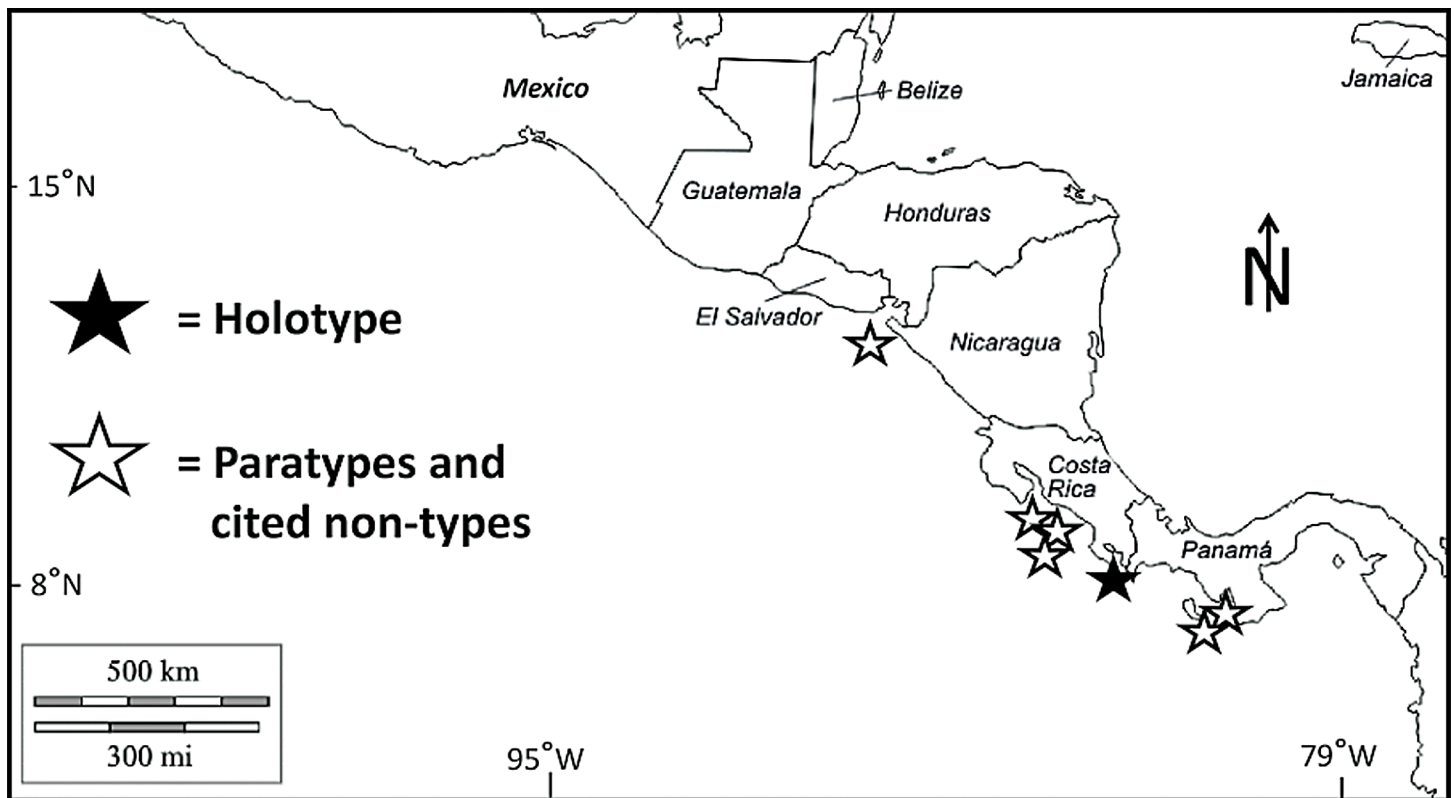 Mexico
Belize
Jamaica
15°N
Guatemala
Honduras
N
= Holotype
El Salvador
Nicaragua
= Paratypes and
cited non-types
Costa
Rica
Panamá
8°N
500 km
300 mi
95°W
79°W